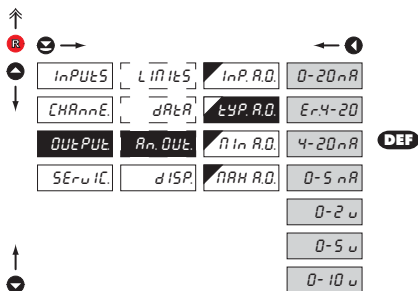 R
InPUtS LIMItS InP. A.O. 0-20mA
CHAnnE. dAtA tYP. A.O. Er.4-20
OUtPUt An. OUt. MIn A.O. 4-20mA DEF
SErvIC. dISP. MAH A.O. 0-5 mA
0-2 v
0-5 v
0-10 v